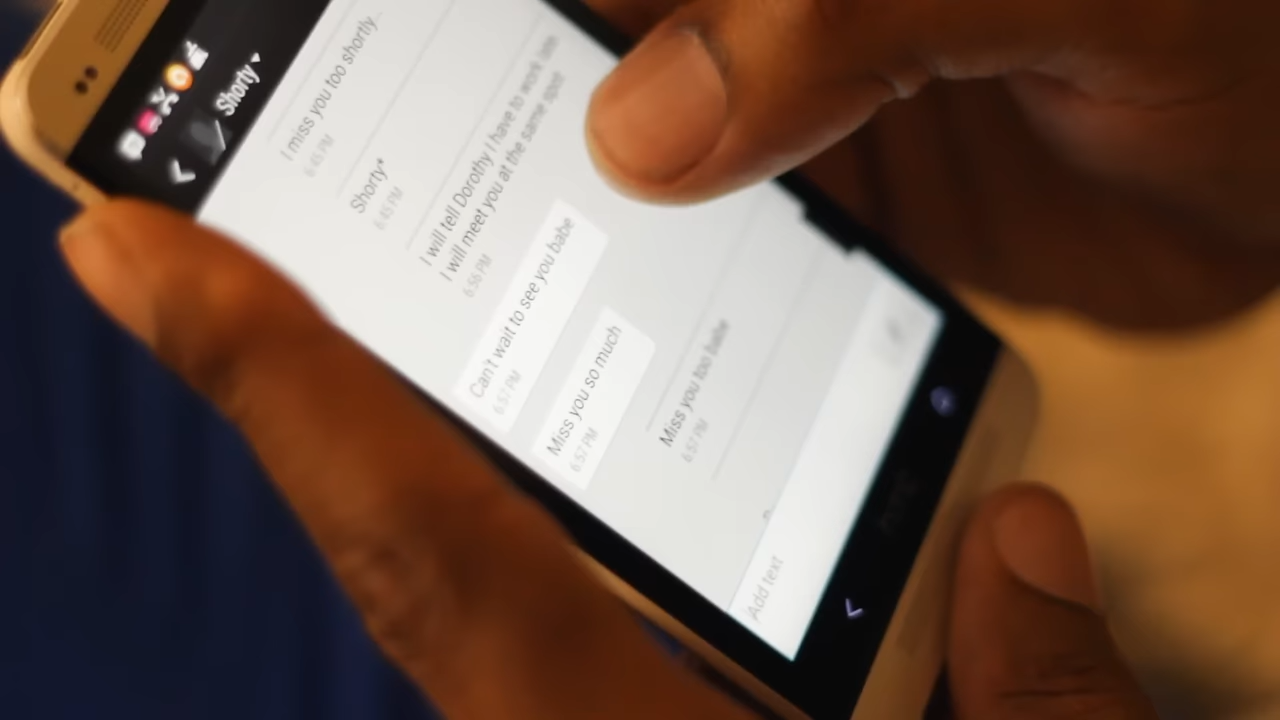 Shorty
I miss you too shortly
6:45 PM
Shorty*
6:45 PM
I will tell Dorothy I have to work
I will meet you at the same spot
6:56 PM
Can't wait to see you babe
6:57 PM
Miss you so much
6:57 PM
Miss you too babe
6:57 PM
Add text